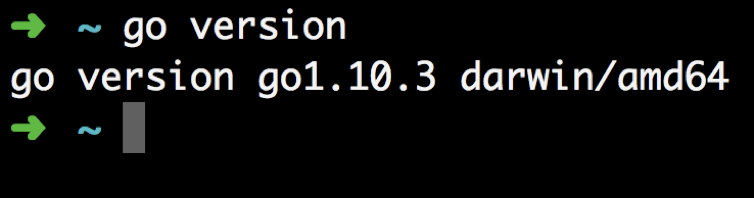 ➜ ~ go version
go version go1.10.3 darwin/amd64
➜ ~